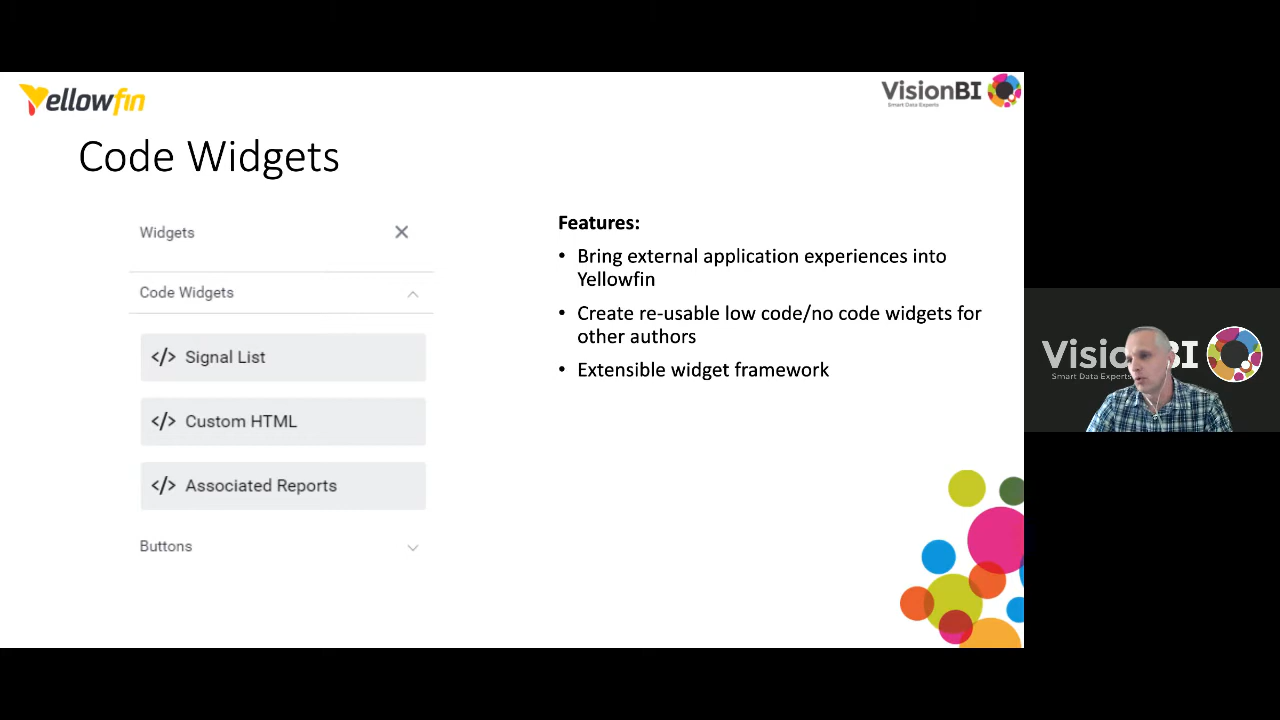 Yellowfin
VisionBI
Smart Data Experts
Code Widgets
Widgets
Code Widgets
</> Signal List
</> Custom HTML
</> Associated Reports
Buttons
Features:
• Bring external application experiences into
Yellowfin
• Create re-usable low code/no code widgets for
other authors
• Extensible widget framework
Visio BI
Smart Data Experts